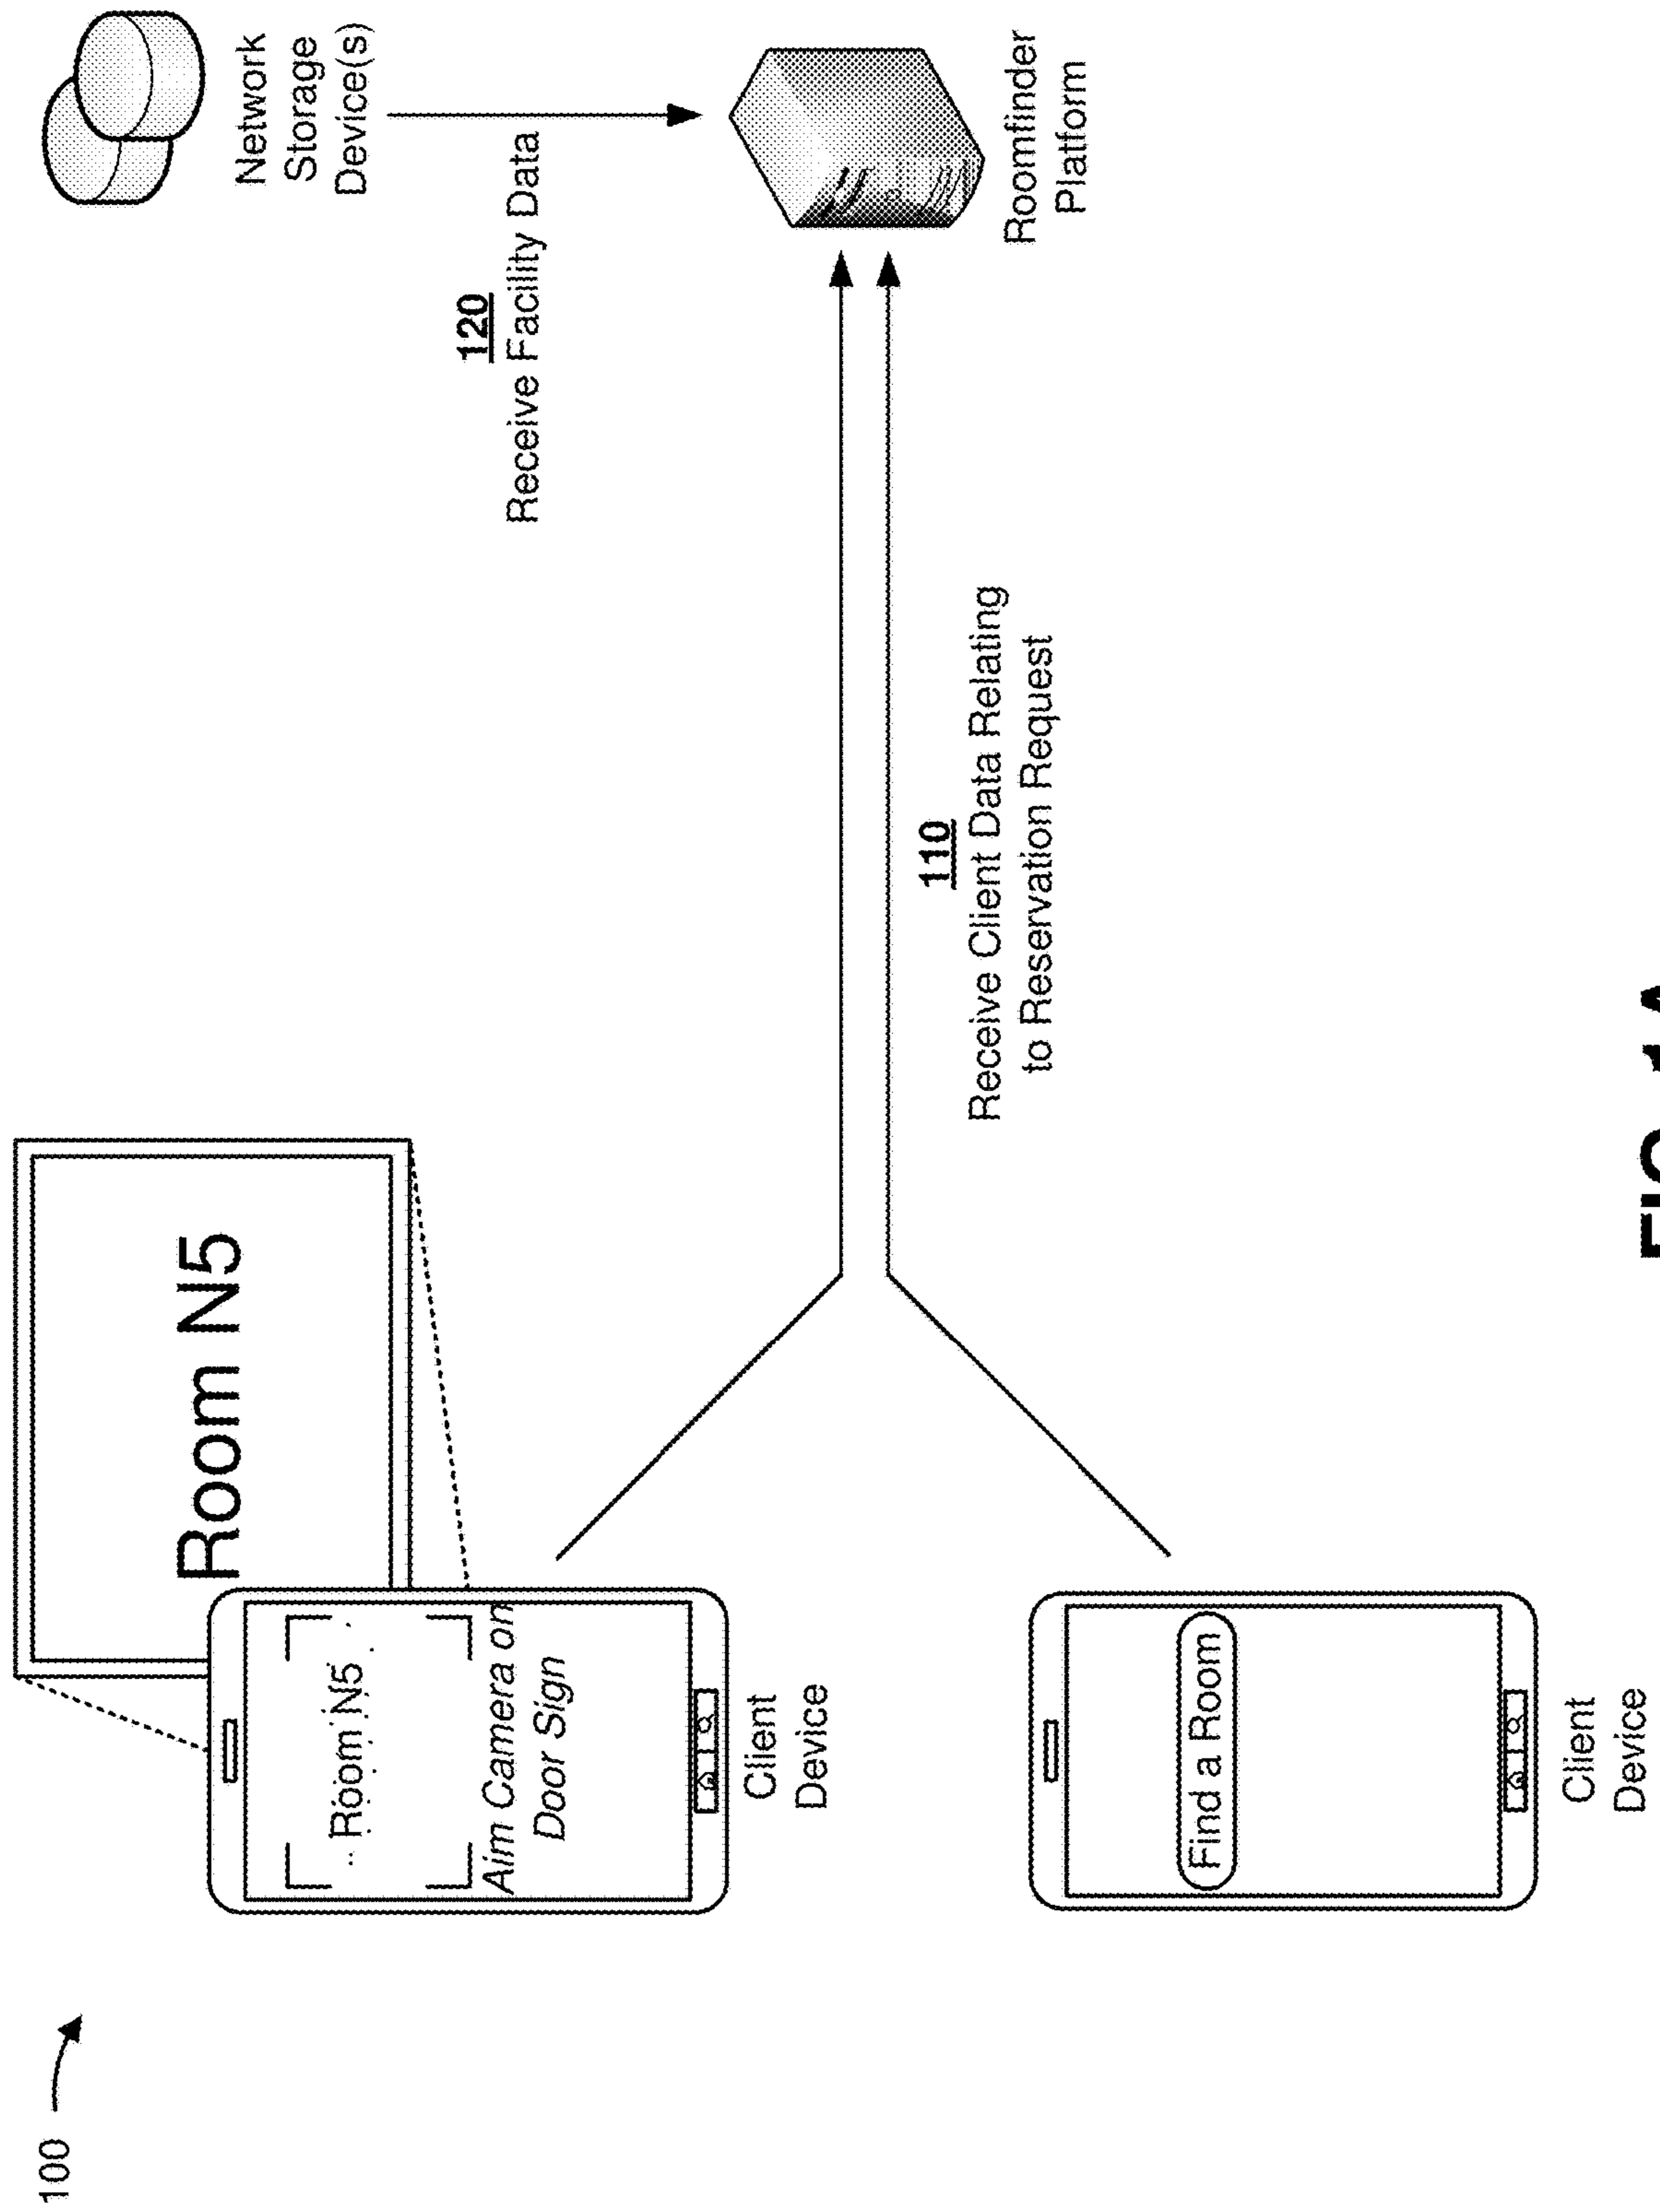 100
Room N5
Room N5
Aim Camera on
Door Sign
Client
Device
Find a Room
Client
Device
110
Receive Client Data Relating
to Reservation Request
120
Receive Facility Data
Network
Storage
Device(s)
Roomfinder
Platform